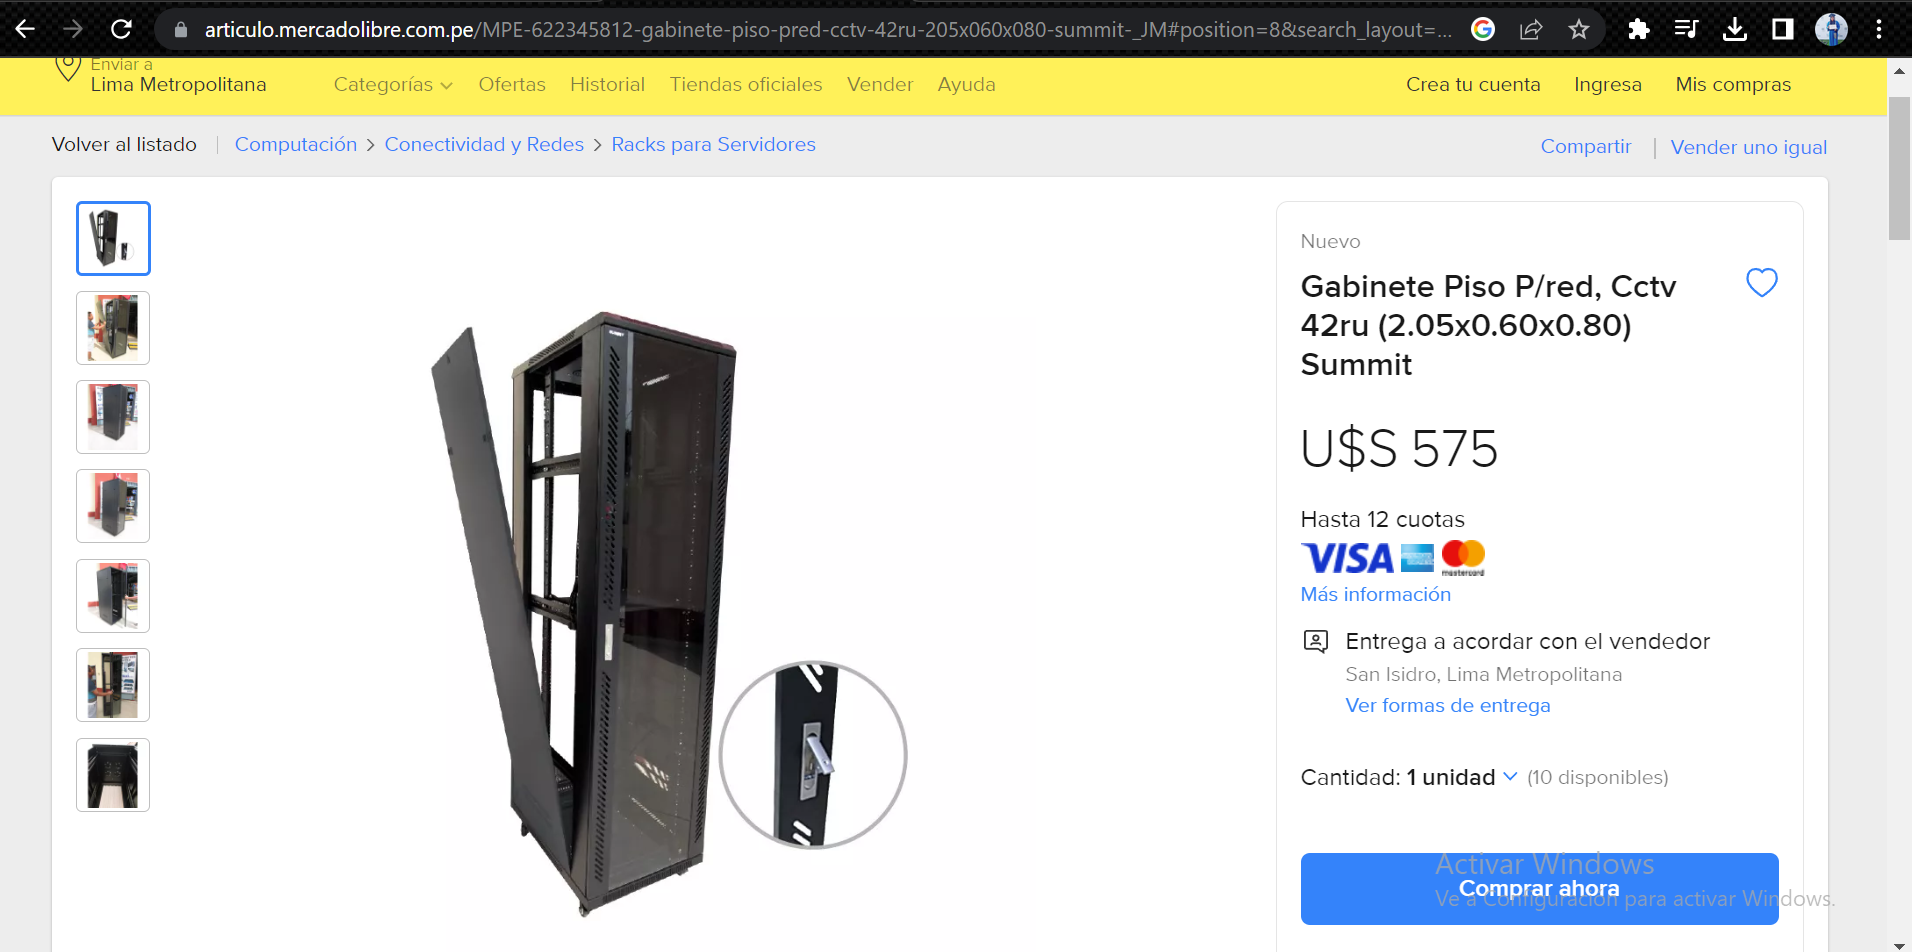 articulo.mercadolibre.com.pe/MPE-622345812-gabinete-piso-pred-cctv-42ru-205x060x080-summit-_JM#position=8&search_layout=...
Enviar a
Lima Metropolitana
Categorías
Ofertas
Historial
Tiendas oficiales
Vender
Ayuda
Crea tu cuenta
Ingresa
Mis compras
Volver al listado
Computación
Conectividad y Redes
Racks para Servidores
Compartir
Vender uno igual
Nuevo
Gabinete Piso P/red, Cctv
42ru (2.05x0.60x0.80)
Summit
U$S 575
Hasta 12 cuotas
VISA
mastercard
Más información
Entrega a acordar con el vendedor
San Isidro, Lima Metropolitana
Ver formas de entrega
Cantidad: 1 unidad (10 disponibles)
Comprar ahora
Activar Windows
Ve a Configuración para activar Windows.